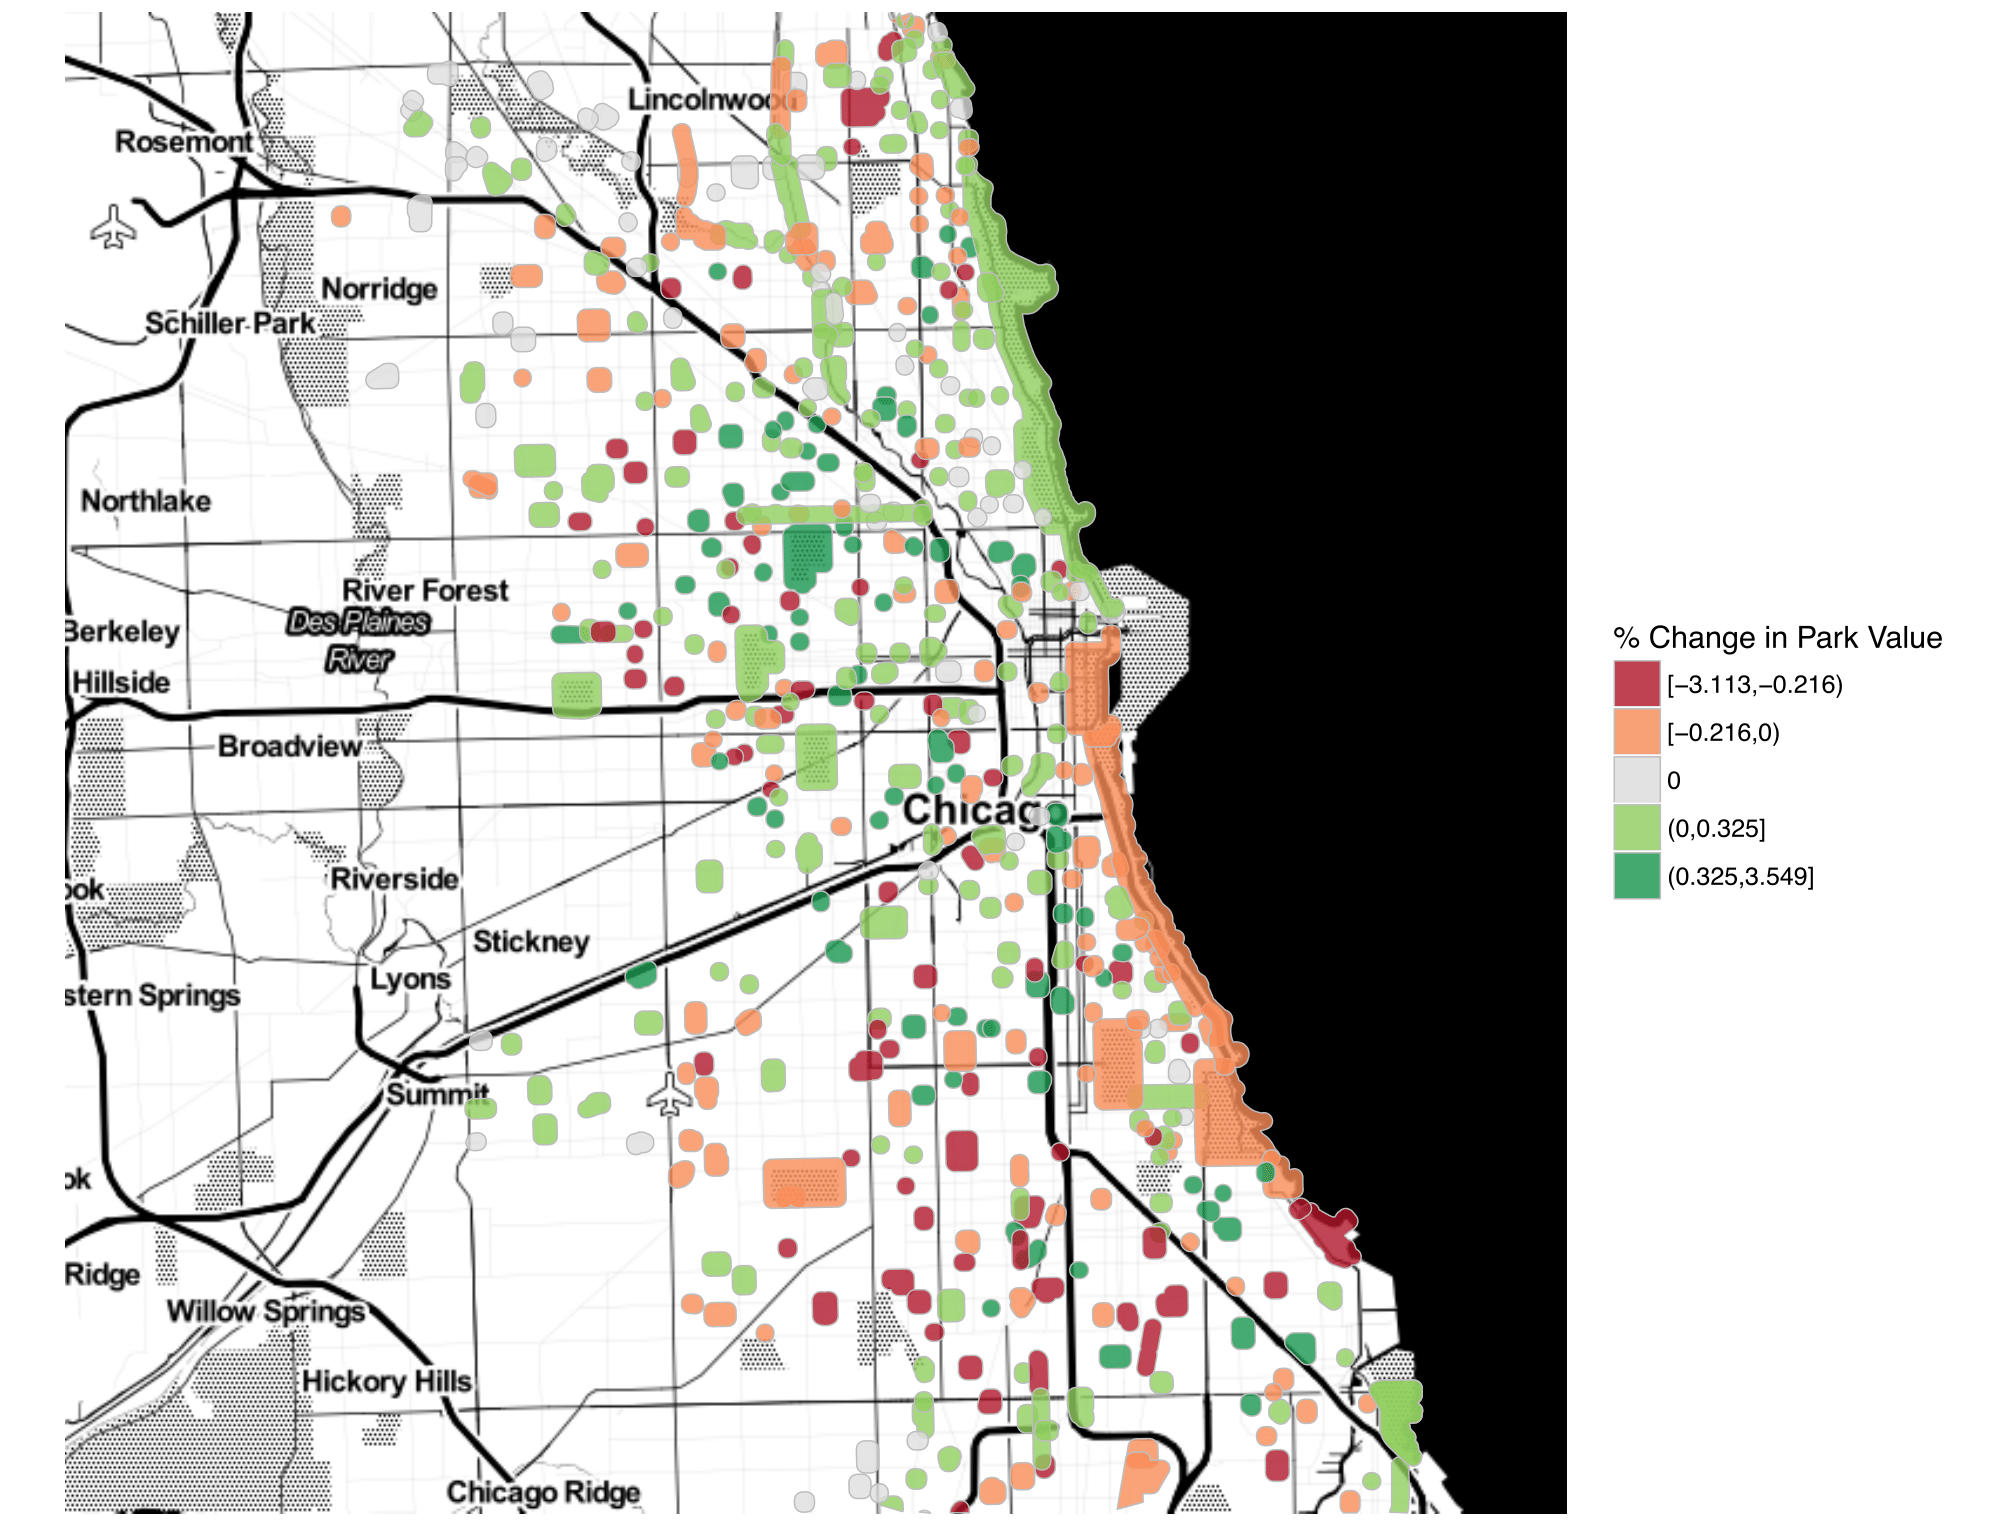 Lincolnwood
Rosemont
Norridge
Schiller Park
Northlake
River Forest
Des Plaines
River
Berkeley
Hillside
Broadview
% Change in Park Value
[−3.113,−0.216)
[−0.216,0)
0
(0,0.325]
(0.325,3.549]
Chicag
Riverside
ook
Stickney
Lyons
stern Springs
Summit
ok
Ridge
Willow Springs
Hickory Hills
Chicago Ridge